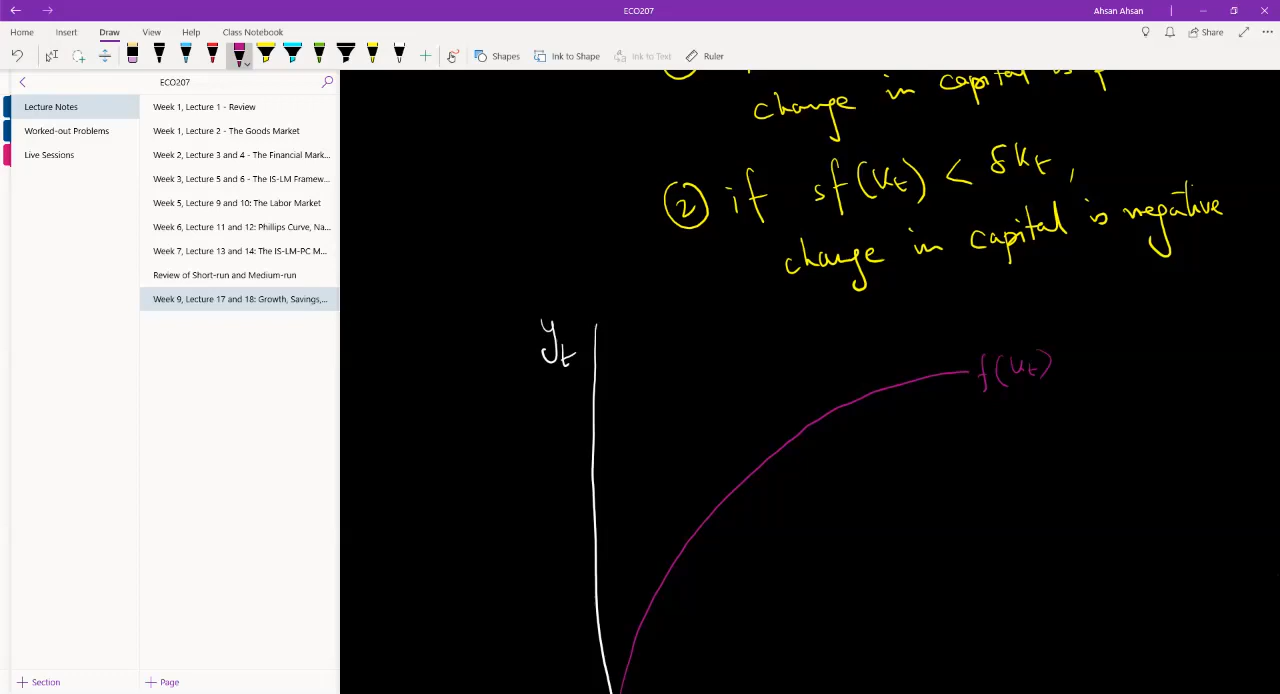 ECO207
Ahsan Ahsan
Home Insert Draw View Help Class Notebook
Share
Shapes Ink to Shape Ink to Text Ruler
ECO207
Lecture Notes
Worked-out Problems
Live Sessions
Week 1, Lecture 1 - Review
Week 1, Lecture 2 - The Goods Market
Week 2, Lecture 3 and 4 - The Financial Mark...
Week 3, Lecture 5 and 6 - The IS-LM Framew...
Week 5, Lecture 9 and 10: The Labor Market
Week 6, Lecture 11 and 12: Phillips Curve, Na...
Week 7, Lecture 13 and 14: The IS-LM-PC M...
Review of Short-run and Medium-run
Week 9, Lecture 17 and 18: Growth, Savings,...
+ Section
+ Page
change in capital is
② if sf(kt) < δkt,
change in capital is negative
yt
f(kt)